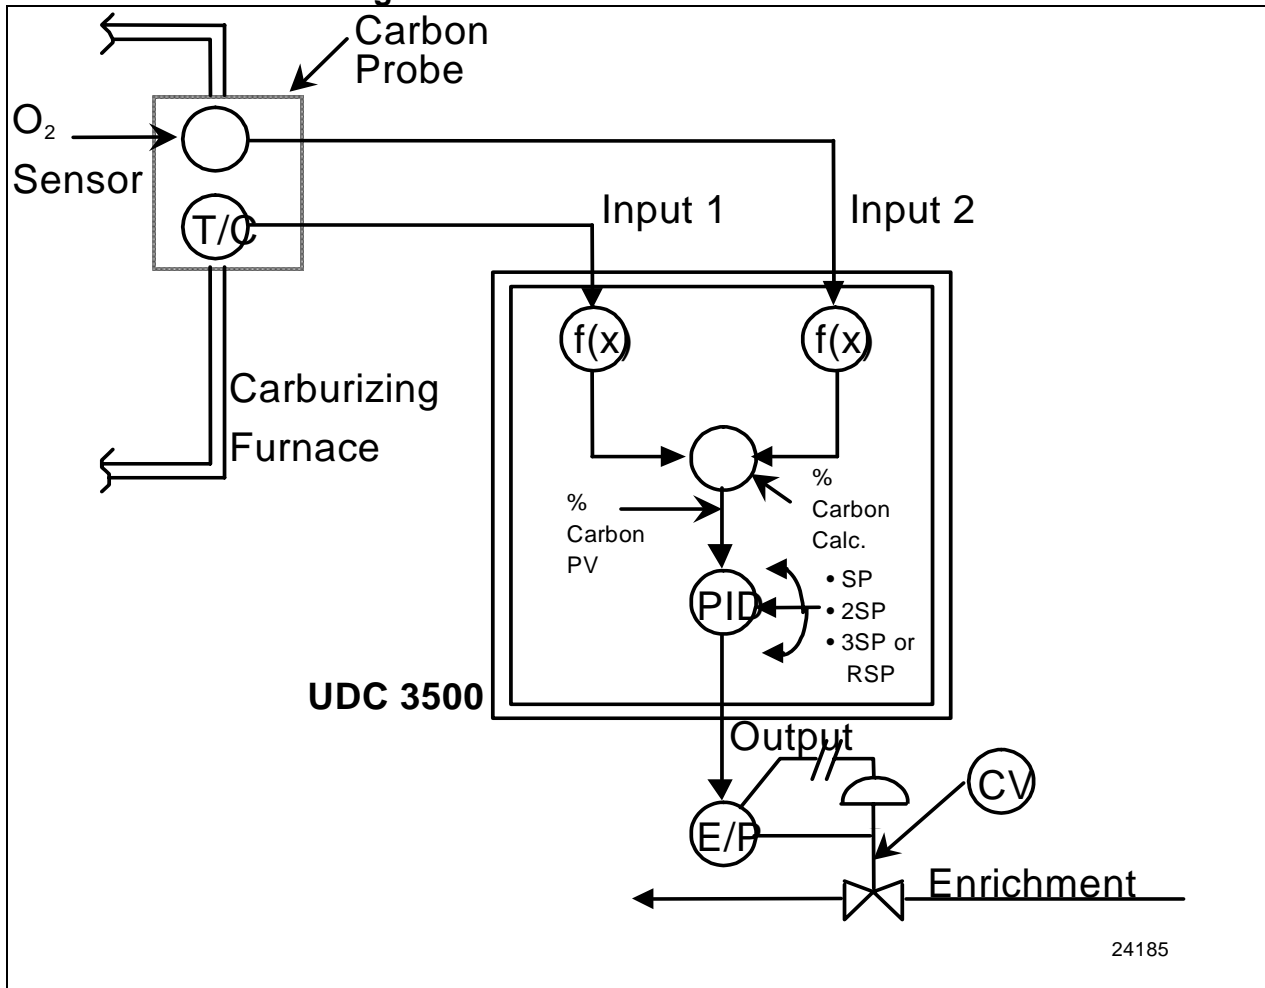 Carbon
Probe
O₂
Sensor
T/C
Input 1
Input 2
f(x)
f(x)
Carburizing
Furnace
%
Carbon
PV
%
Carbon
Calc.
PID
• SP
• 2SP
• 3SP or
RSP
UDC 3500
Output
CV
E/P
Enrichment
24185